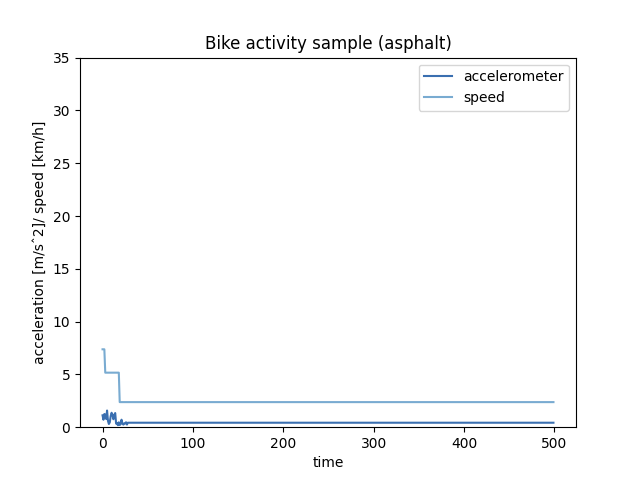 Bike activity sample (asphalt)
accelerometer
speed
acceleration [m/sˆ2]/ speed [km/h]
35
30
25
20
15
10
5
0
0 100 200 300 400 500
time